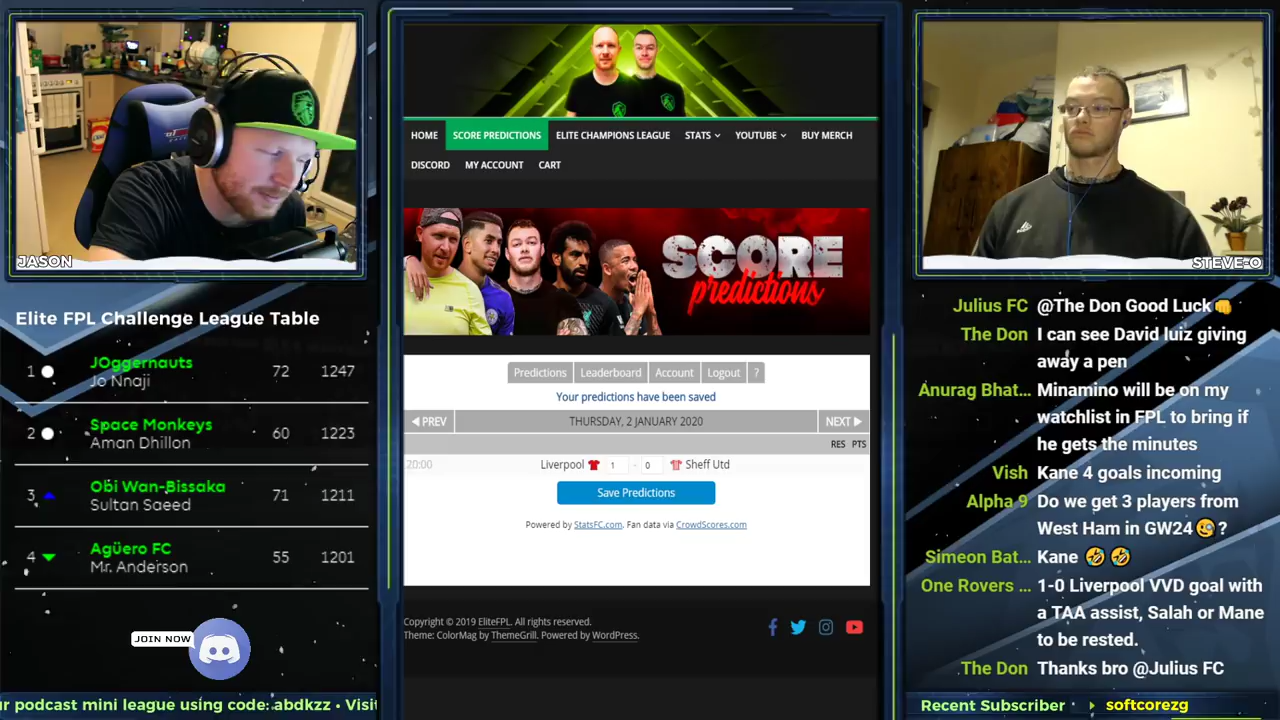 JASON
Elite FPL Challenge League Table
1 JOggernauts 72 1247
Jo Nnaji
2 Space Monkeys 60 1223
Aman Dhillon
3 Obi Wan-Bissaka 71 1211
Sultan Saeed
4 Agüero FC 55 1201
Mr. Anderson
JOIN NOW
ur podcast mini league using code: abdkzz • Visit
HOME SCORE PREDICTIONS ELITE CHAMPIONS LEAGUE STATS YOUTUBE BUY MERCH
DISCORD MY ACCOUNT CART
SCORE
predictions
Predictions Leaderboard Account Logout ?
Your predictions have been saved
PREV THURSDAY, 2 JANUARY 2020 NEXT
RES PTS
20:00 Liverpool 1 - 0 Sheff Utd
Save Predictions
Powered by StatsFC.com. Fan data via CrowdScores.com
Copyright © 2019 EliteFPL. All rights reserved.
Theme: ColorMag by ThemeGrill. Powered by WordPress.
STEVE-O
Julius FC @The Don Good Luck👊
The Don I can see David luiz giving
away a pen
Anurag Bhat... Minamino will be on my
watchlist in FPL to bring if
he gets the minutes
Vish Kane 4 goals incoming
Alpha 9 Do we get 3 players from
West Ham in GW24🧐?
Simeon Bat... Kane 🤣🤣
One Rovers ... 1-0 Liverpool VVD goal with
a TAA assist, Salah or Mane
to be rested.
The Don Thanks bro @Julius FC
Recent Subscriber softcorezg